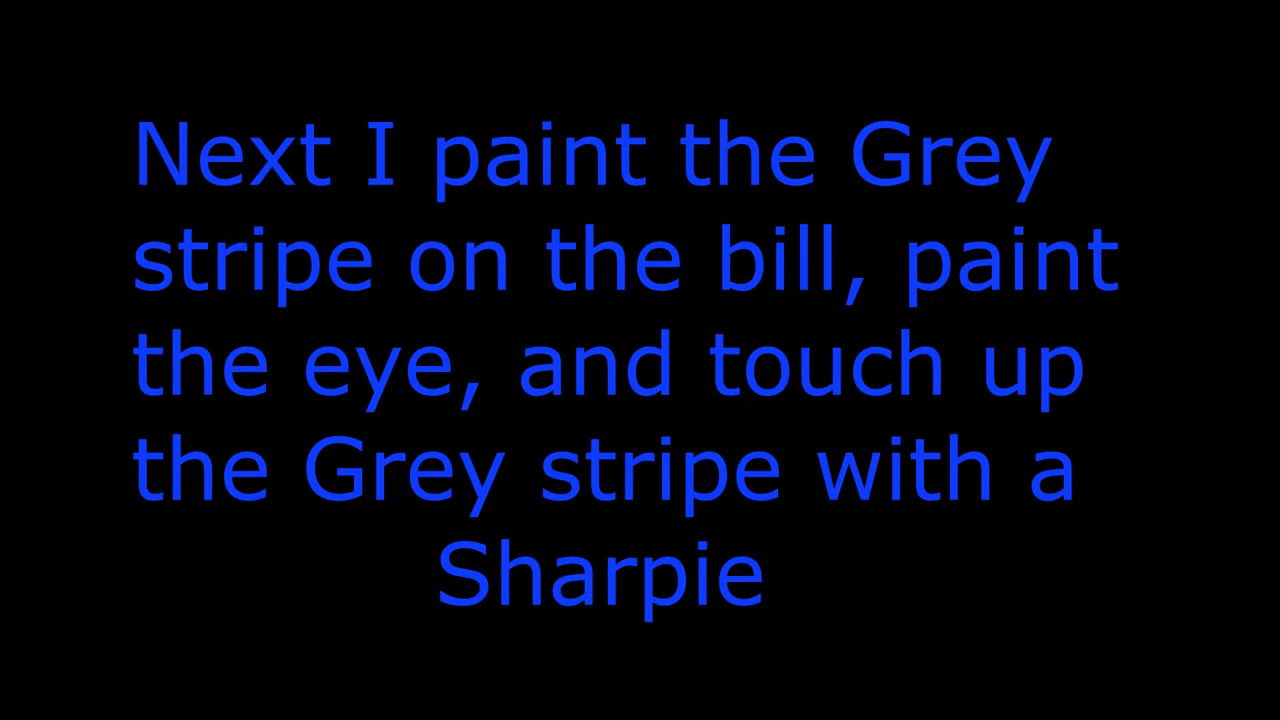 Next I paint the Grey
stripe on the bill, paint
the eye, and touch up
the Grey stripe with a
Sharpie